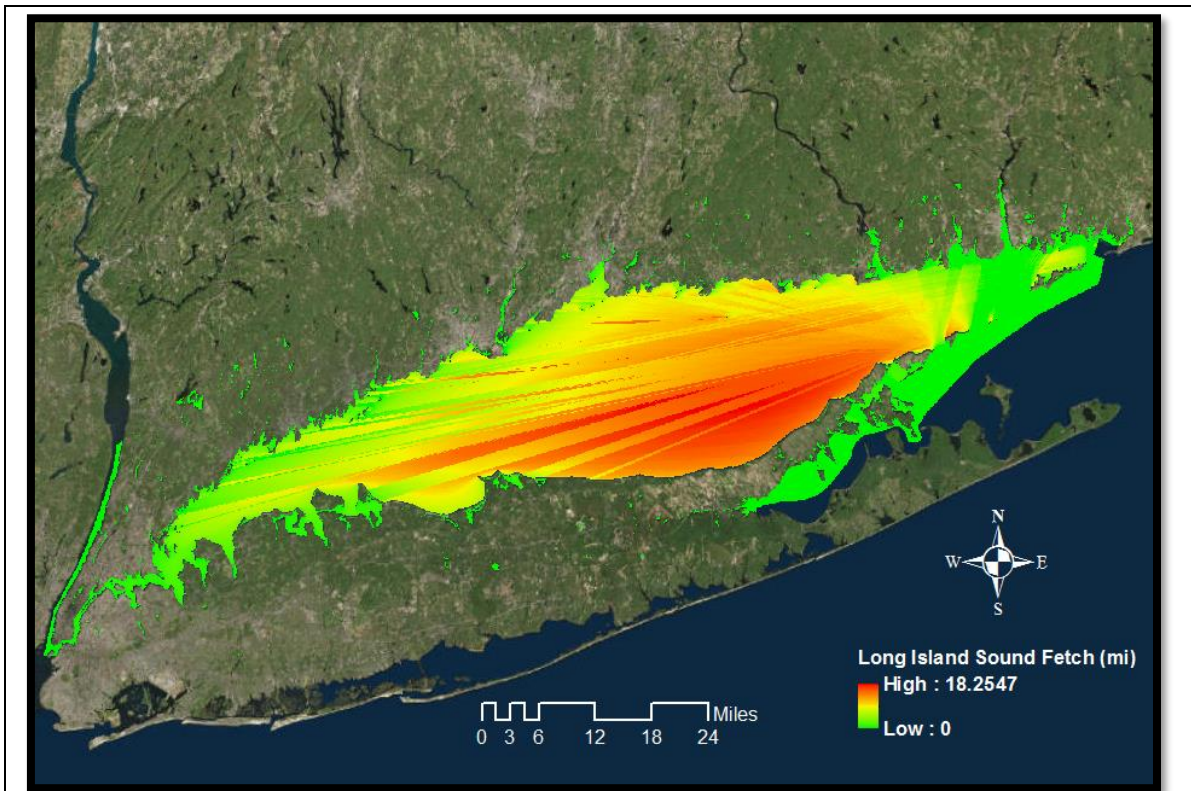 N
W E
S
Long Island Sound Fetch (mi)
High : 18.2547
Low : 0
Miles
0 3 6 12 18 24